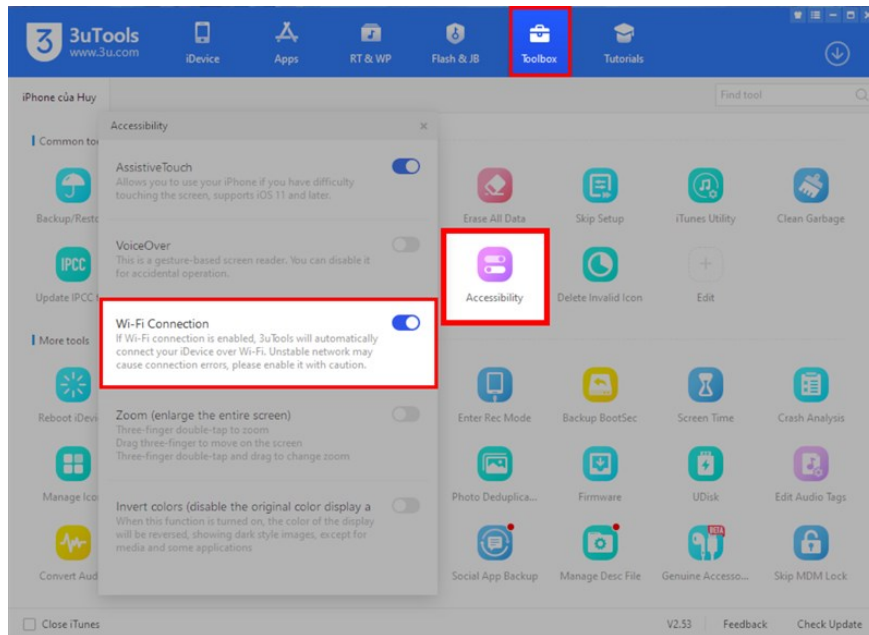 3uTools
www.3u.com
iDevice
Apps
RT & WP
Flash & JB
Toolbox
Tutorials
iPhone của Huy
Find tool
Accessibility
Common
AssistiveTouch
Allows you to use your iPhone if you have difficulty
touching the screen, supports iOS 11 and later.
Erase All Data
Skip Setup
iTunes Utility
Clean Garbage
VoiceOver
This is a gesture-based screen reader. You can disable it
for accidental operation.
IPCC
Update IPCC
Accessibility
Delete Invalid Icon
Edit
Wi-Fi Connection
If Wi-Fi connection is enabled, 3uTools will automatically
connect your iDevice over Wi-Fi. Unstable network may
cause connection errors, please enable it with caution.
More tools
Reboot
Zoom (enlarge the entire screen)
Three-finger double-tap to zoom
Drag three-finger to move on the screen
Three-finger double-tap and drag to change zoom
Enter Rec Mode
Backup BootSec
Screen Time
Crash Analysis
Manage
Invert colors (disable the original color display a
When this function is turned on, the color of the display
will be reversed, showing dark style images, except for
media and some applications
Photo Deduplica...
Firmware
UDisk
Edit Audio Tags
BETA
Convert Aud
Social App Backup
Manage Desc File
Genuine Accesso...
Skip MDM Lock
Close iTunes
V2.53
Feedback
Check Update